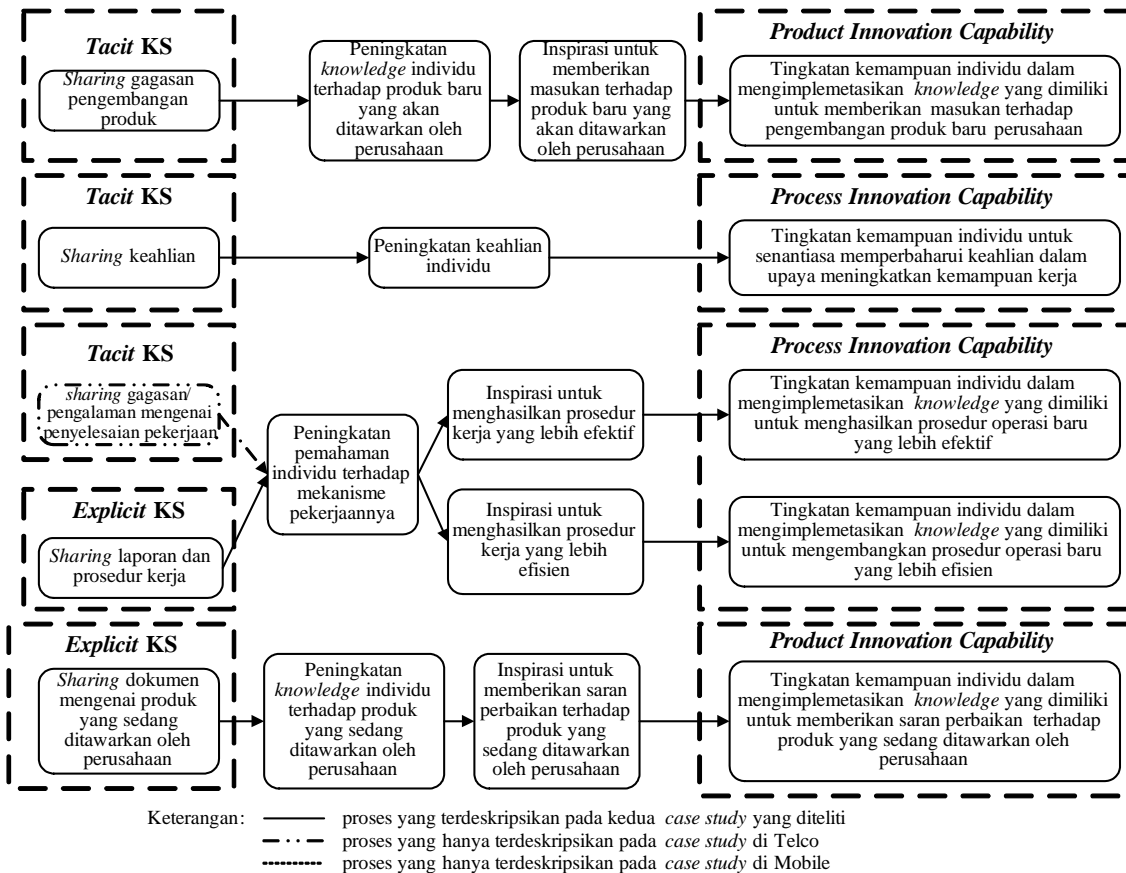 Tacit KS
Sharing gagasan
pengembangan
produk
Peningkatan
knowledge individu
terhadap produk baru
yang akan
ditawarkan oleh
perusahaan
Inspirasi untuk
memberikan
masukan terhadap
produk baru yang
akan ditawarkan
oleh perusahaan
Product Innovation Capability
Tingkatan kemampuan individu dalam
mengimplemetasikan knowledge yang dimiliki
untuk memberikan masukan terhadap
pengembangan produk baru perusahaan
Tacit KS
Sharing keahlian
Peningkatan keahlian
individu
Process Innovation Capability
Tingkatan kemampuan individu untuk
senantiasa memperbaharui keahlian dalam
upaya meningkatkan kemampuan kerja
Tacit KS
sharing gagasan/
pengalaman mengenai
penyelesaian pekerjaan
Explicit KS
Sharing laporan dan
prosedur kerja
Peningkatan
pemahaman
individu terhadap
mekanisme
pekerjaannya
Inspirasi untuk
menghasilkan prosedur
kerja yang lebih efektif
Inspirasi untuk
menghasilkan prosedur
kerja yang lebih
efisien
Process Innovation Capability
Tingkatan kemampuan individu dalam
mengimplemetasikan knowledge yang dimiliki
untuk menghasilkan prosedur operasi baru
yang lebih efektif
Tingkatan kemampuan individu dalam
mengimplemetasikan knowledge yang dimiliki
untuk mengembangkan prosedur operasi baru
yang lebih efisien
Explicit KS
Sharing dokumen
mengenai produk
yang sedang
ditawarkan oleh
perusahaan
Peningkatan
knowledge individu
terhadap produk
yang sedang
ditawarkan oleh
perusahaan
Inspirasi untuk
memberikan saran
perbaikan terhadap
produk yang
sedang ditawarkan
oleh perusahaan
Product Innovation Capability
Tingkatan kemampuan individu dalam
mengimplemetasikan knowledge yang dimiliki
untuk memberikan saran perbaikan terhadap
produk yang sedang ditawarkan oleh
perusahaan
Keterangan: proses yang terdeskripsikan pada kedua case study yang diteliti
proses yang hanya terdeskripsikan pada case study di Telco
proses yang hanya terdeskripsikan pada case study di Mobile